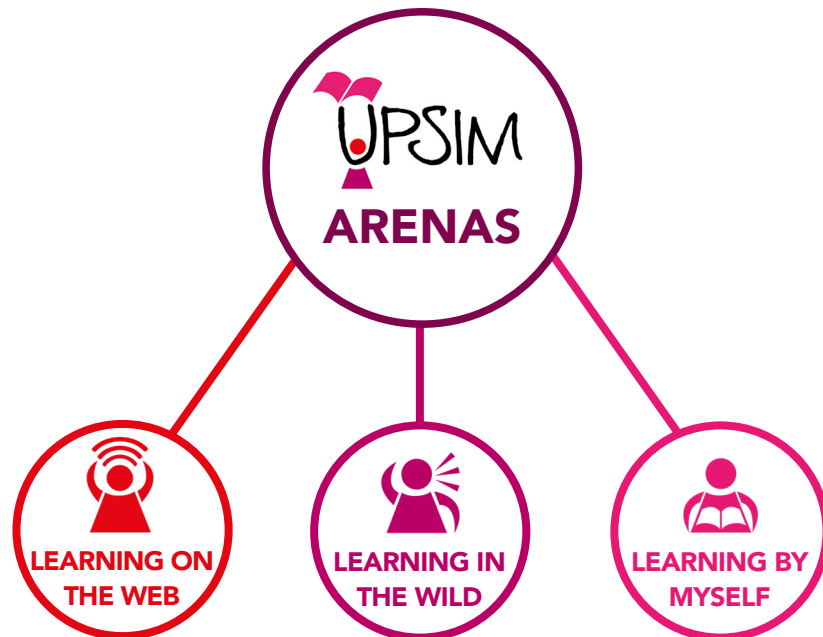 UPSIM
ARENAS
LEARNING ON
THE WEB
LEARNING IN
THE WILD
LEARNING BY
MYSELF